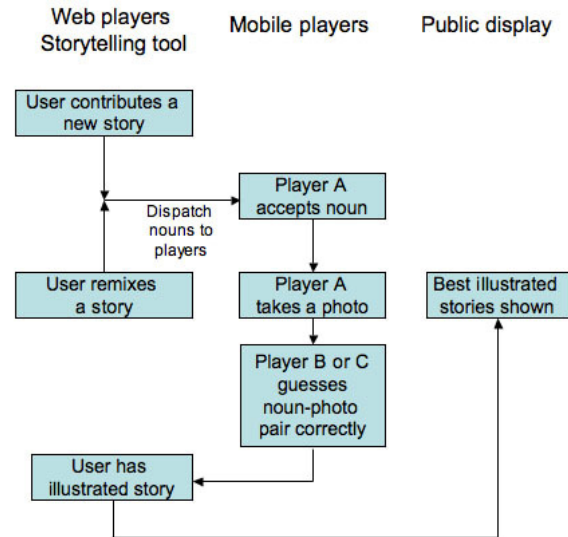 Web players
Storytelling tool
Mobile players
Public display
User contributes a
new story
Dispatch
nouns to
players
Player A
accepts noun
User remixes
a story
Player A
takes a photo
Best illustrated
stories shown
Player B or C
guesses
noun-photo
pair correctly
User has
illustrated story